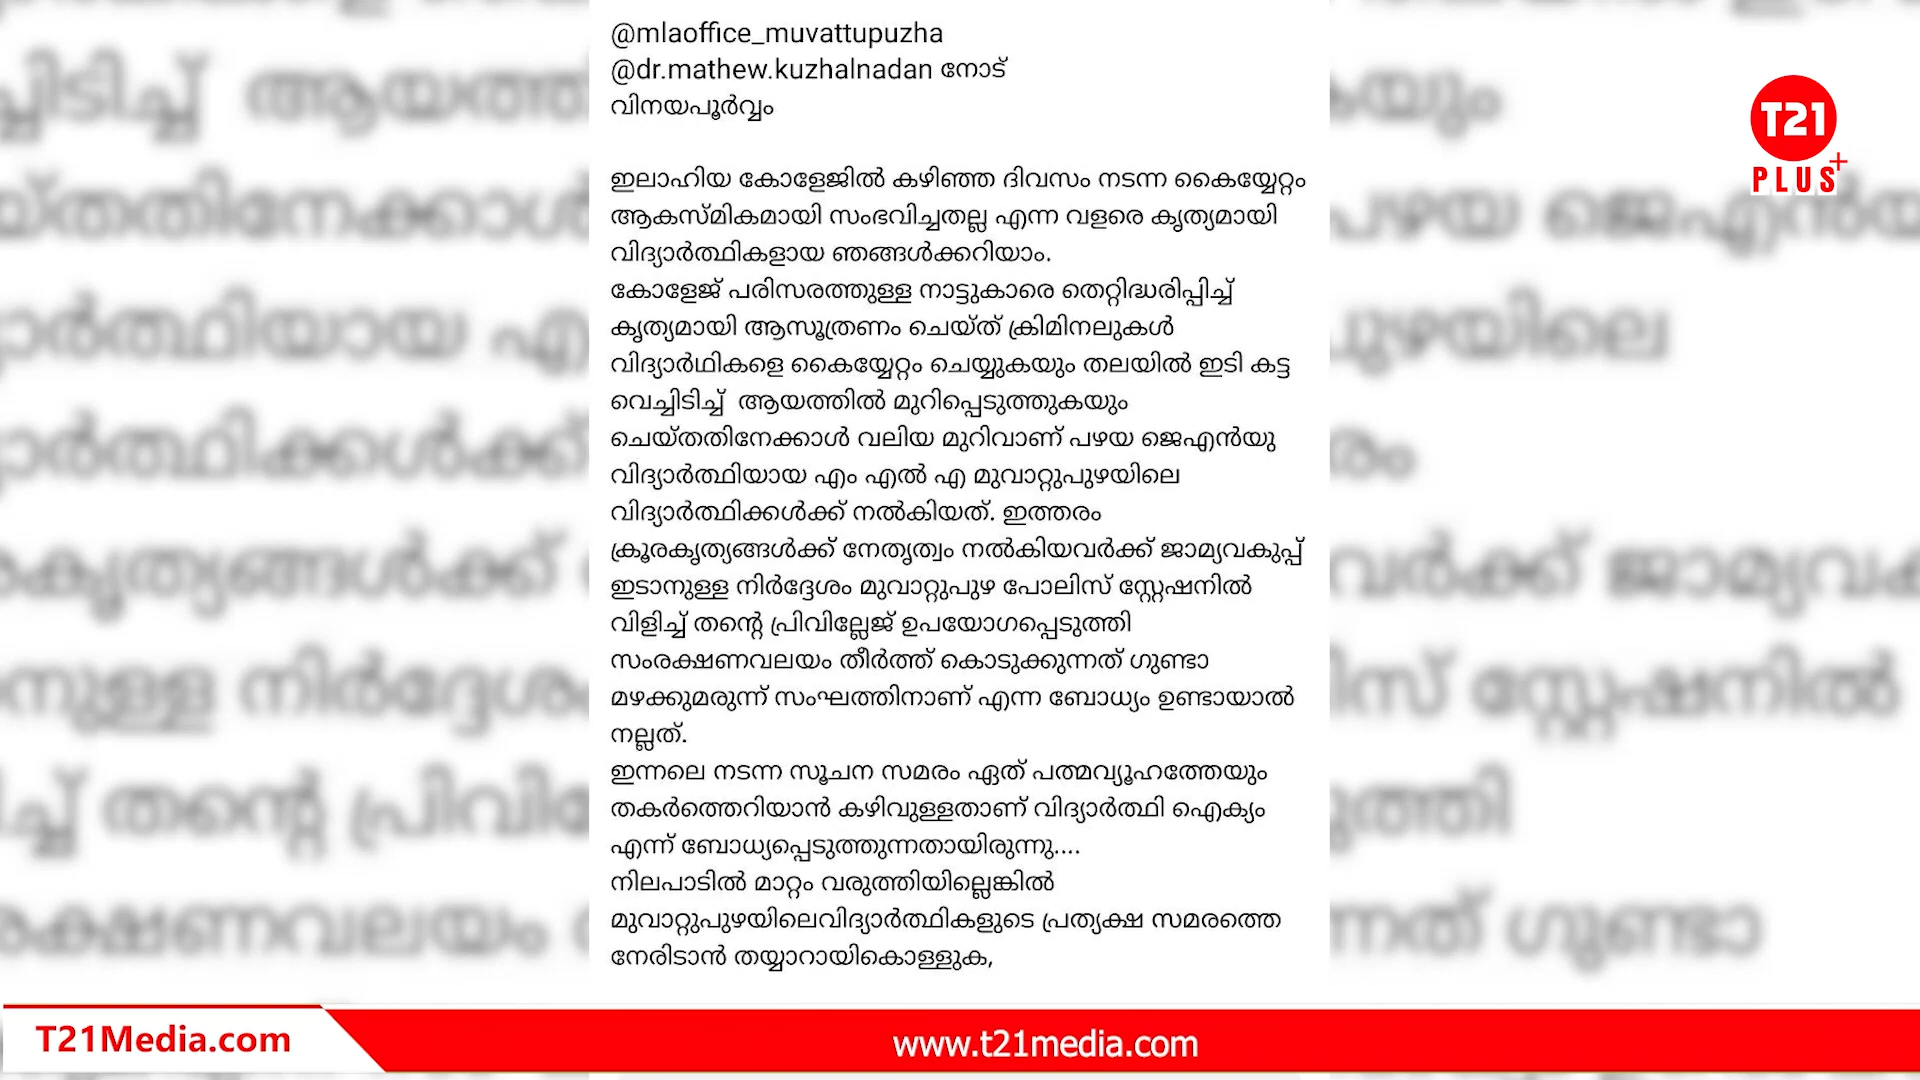 @mlaoffice_muvattupuzha
@dr.mathew.kuzhalnadan നോട്
വിനയപൂർവ്വം
ഇലാഹിയ കോളേജിൽ കഴിഞ്ഞ ദിവസം നടന്ന കൈയ്യേറ്റം
ആകസ്മികമായി സംഭവിച്ചതല്ല എന്ന വളരെ കൃത്യമായി
വിദ്യാർത്ഥികളായ ഞങ്ങൾക്കറിയാം.
കോളേജ് പരിസരത്തുള്ള നാട്ടുകാരെ തെറ്റിദ്ധരിപ്പിച്ച്
കൃത്യമായി ആസൂത്രണം ചെയ്ത് ക്രിമിനലുകൾ
വിദ്യാർഥികളെ കൈയ്യേറ്റം ചെയ്യുകയും തലയിൽ ഇടി കട്ട
വെച്ചിടിച്ച്  ആയത്തിൽ മുറിപ്പെടുത്തുകയും
ചെയ്തതിനേക്കാൾ വലിയ മുറിവാണ് പഴയ ജെഎൻയു
വിദ്യാർത്ഥിയായ എം എൽ എ മുവാറ്റുപുഴയിലെ
വിദ്യാർത്ഥിക്കൾക്ക് നൽകിയത്. ഇത്തരം
ക്രൂരകൃത്യങ്ങൾക്ക് നേതൃത്വം നൽകിയവർക്ക് ജാമ്യവകുപ്പ്
ഇടാനുള്ള നിർദ്ദേശം മുവാറ്റുപുഴ പോലിസ് സ്റ്റേഷനിൽ
വിളിച്ച് തന്റെ പ്രിവില്ലേജ് ഉപയോഗപ്പെടുത്തി
സംരക്ഷണവലയം തീർത്ത് കൊടുക്കുന്നത് ഗുണ്ടാ
മഴക്കുമരുന്ന് സംഘത്തിനാണ് എന്ന ബോധ്യം ഉണ്ടായാൽ
നല്ലത്.
ഇന്നലെ നടന്ന സൂചന സമരം ഏത് പത്മവ്യൂഹത്തേയും
തകർത്തെറിയാൻ കഴിവുള്ളതാണ് വിദ്യാർത്ഥി ഐക്യം
എന്ന് ബോധ്യപ്പെടുത്തുന്നതായിരുന്നു....
നിലപാടിൽ മാറ്റം വരുത്തിയില്ലെങ്കിൽ
മുവാറ്റുപുഴയിലെവിദ്യാർത്ഥികളുടെ പ്രത്യക്ഷ സമരത്തെ
നേരിടാൻ തയ്യാറായികൊള്ളുക,
T21
PLUS+
T21Media.com
www.t21media.com